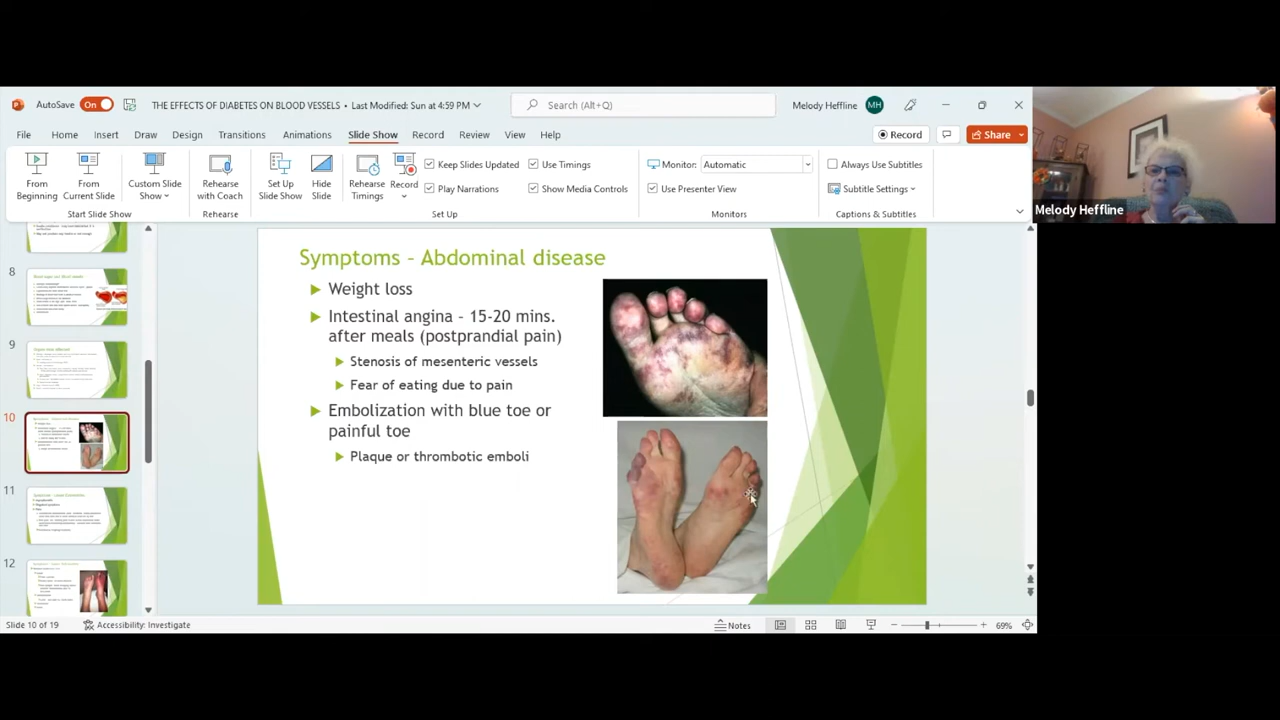 AutoSave On THE EFFECTS OF DIABETES ON BLOOD VESSELS • Last Modified: Sun at 4:59 PM Search (Alt+Q) Melody Heffline MH
File Home Insert Draw Design Transitions Animations Slide Show Record Review View Help Record Share
From Beginning
From Current Slide
Custom Slide Show
Rehearse with Coach
Set Up Slide Show
Hide Slide
Rehearse Timings
Record
Keep Slides Updated
Play Narrations
Use Timings
Show Media Controls
Monitor: Automatic
Use Presenter View
Always Use Subtitles
Subtitle Settings
Start Slide Show Rehearse Set Up Monitors Captions & Subtitles
Melody Heffline
8
9
10
11
12
Symptoms – Abdominal disease
Weight loss
Intestinal angina – 15-20 mins.
after meals (postprandial pain)
Stenosis of mesenteric vessels
Fear of eating due to pain
Embolization with blue toe or
painful toe
Plaque or thrombotic emboli
Slide 10 of 19 Accessibility: Investigate Notes 69%